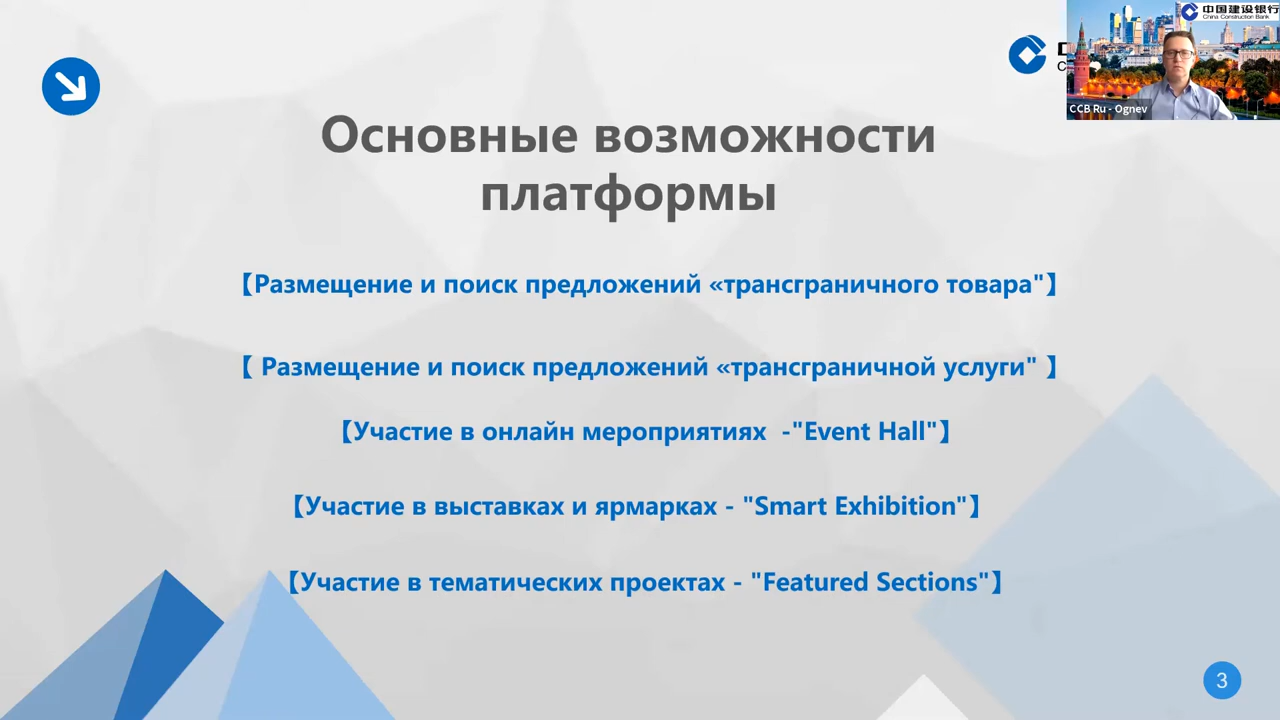 中国建设银行
China Construction Bank
CCB Ru - Ognev
Основные возможности
платформы
【Размещение и поиск предложений «трансграничного товара"】
【 Размещение и поиск предложений «трансграничной услуги" 】
【Участие в онлайн мероприятиях -"Event Hall"】
【Участие в выставках и ярмарках - "Smart Exhibition"】
【Участие в тематических проектах - "Featured Sections"】
3